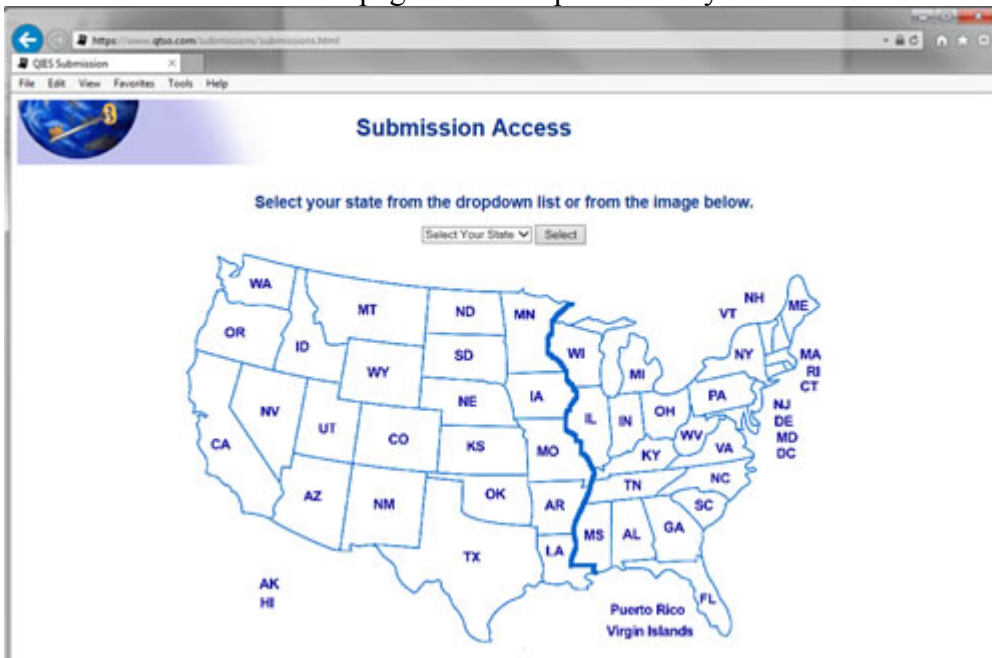 https://www.qtso.com/submissions/submissions.html
QIES Submission
File Edit View Favorites Tools Help
Submission Access
Select your state from the dropdown list or from the image below.
Select Your State Select
WA
MT
ND
MN
NH
VT
ME
OR
ID
SD
WI
MI
NY
MA
RI
CT
WY
NE
IA
PA
NJ
DE
MD
DC
NV
UT
CO
KS
MO
IL
IN
OH
WV
VA
KY
CA
AZ
NM
OK
AR
TN
NC
SC
TX
LA
MS
AL
GA
AK
HI
FL
Puerto Rico
Virgin Islands